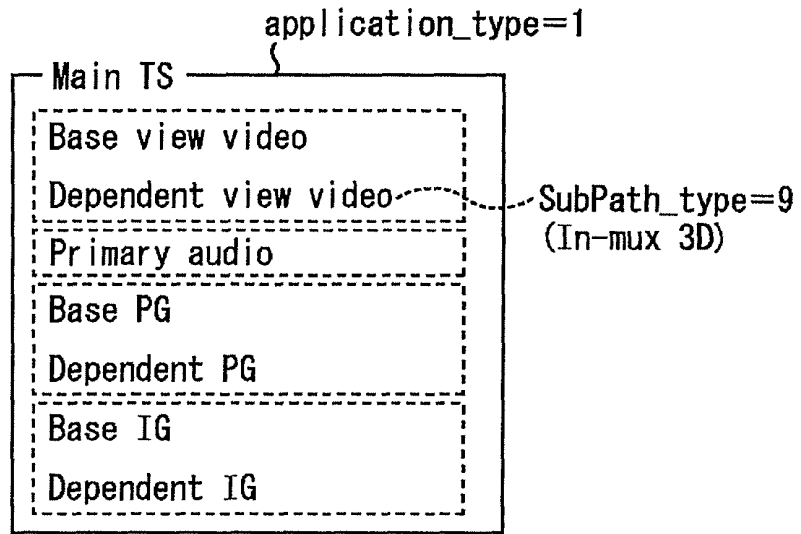 application_type=1
Main TS
Base view video
Dependent view video
SubPath_type=9
(In-mux 3D)
Primary audio
Base PG
Dependent PG
Base IG
Dependent IG